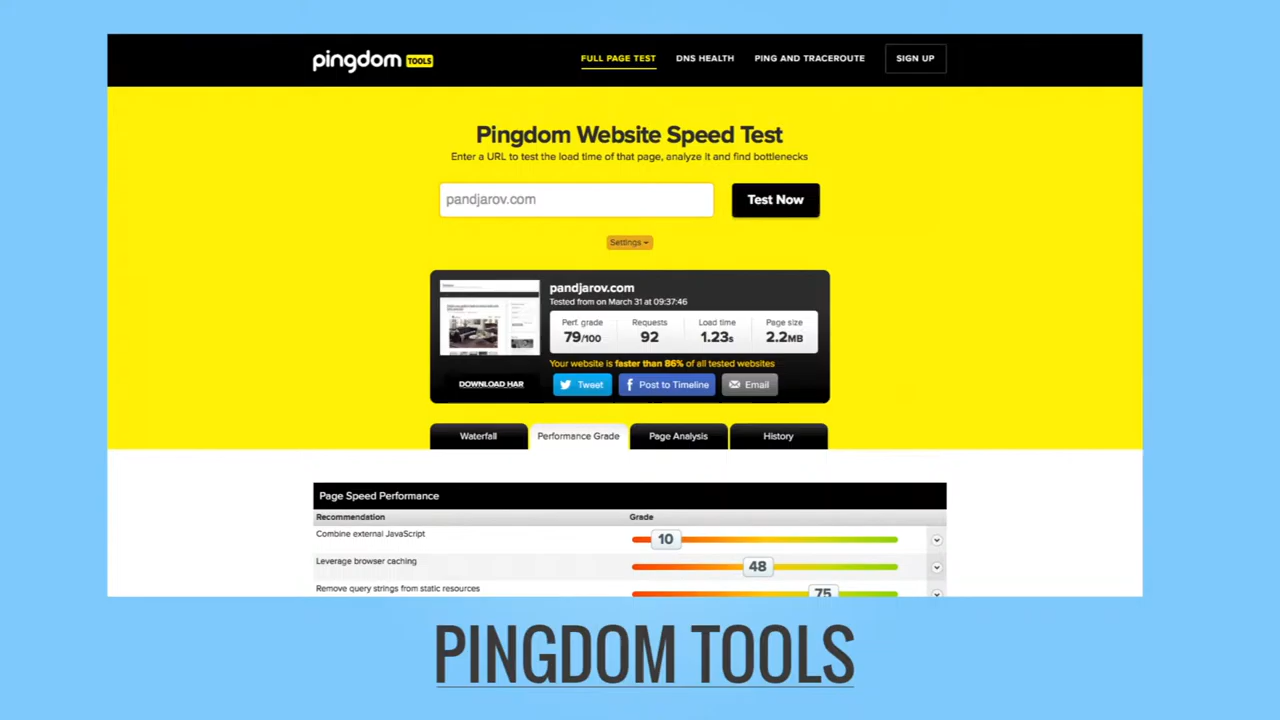 pingdom TOOLS
FULL PAGE TEST DNS HEALTH PING AND TRACEROUTE SIGN UP
Pingdom Website Speed Test
Enter a URL to test the load time of that page, analyze it and find bottlenecks
pandjarov.com Test Now
Settings
pandjarov.com
Tested from on March 31 at 09:37:46
Perf. grade Requests Load time Page size
79/100 92 1.23s 2.2MB
Your website is faster than 86% of all tested websites
DOWNLOAD HAR Tweet Post to Timeline Email
Waterfall Performance Grade Page Analysis History
Page Speed Performance
Recommendation Grade
Combine external JavaScript 10
Leverage browser caching 48
Remove query strings from static resources 75
PINGDOM TOOLS